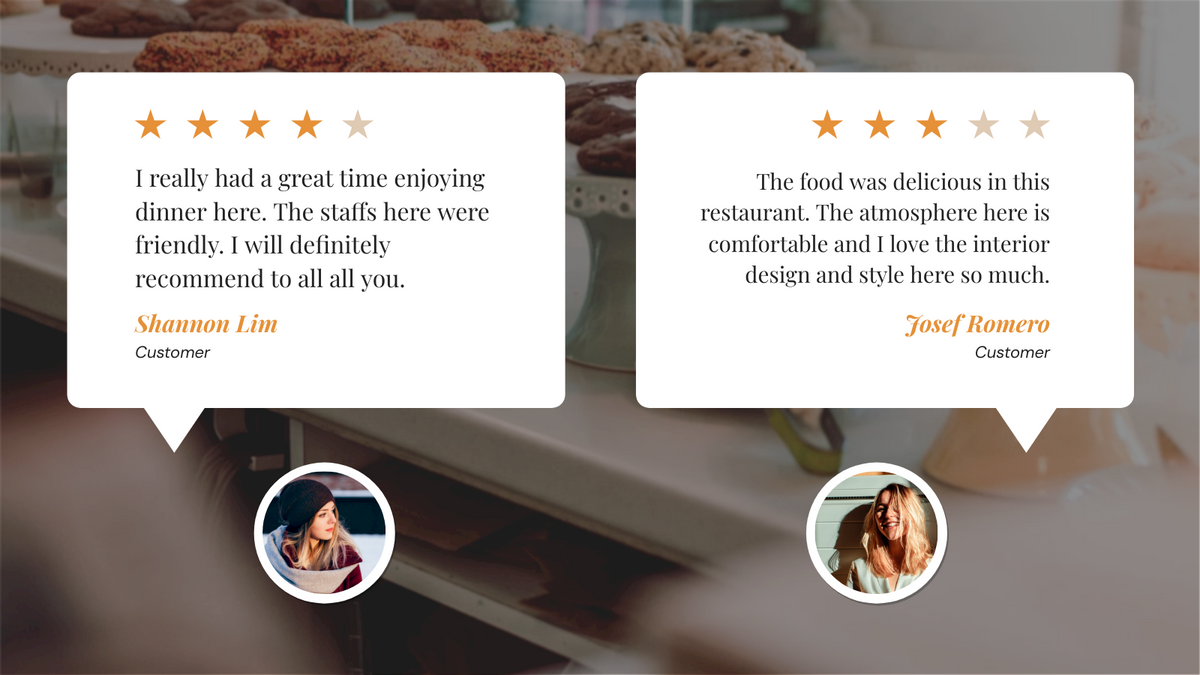 I really had a great time enjoying
dinner here. The staffs here were
friendly. I will definitely
recommend to all all you.
Shannon Lim
Customer
The food was delicious in this
restaurant. The atmosphere here is
comfortable and I love the interior
design and style here so much.
Josef Romero
Customer